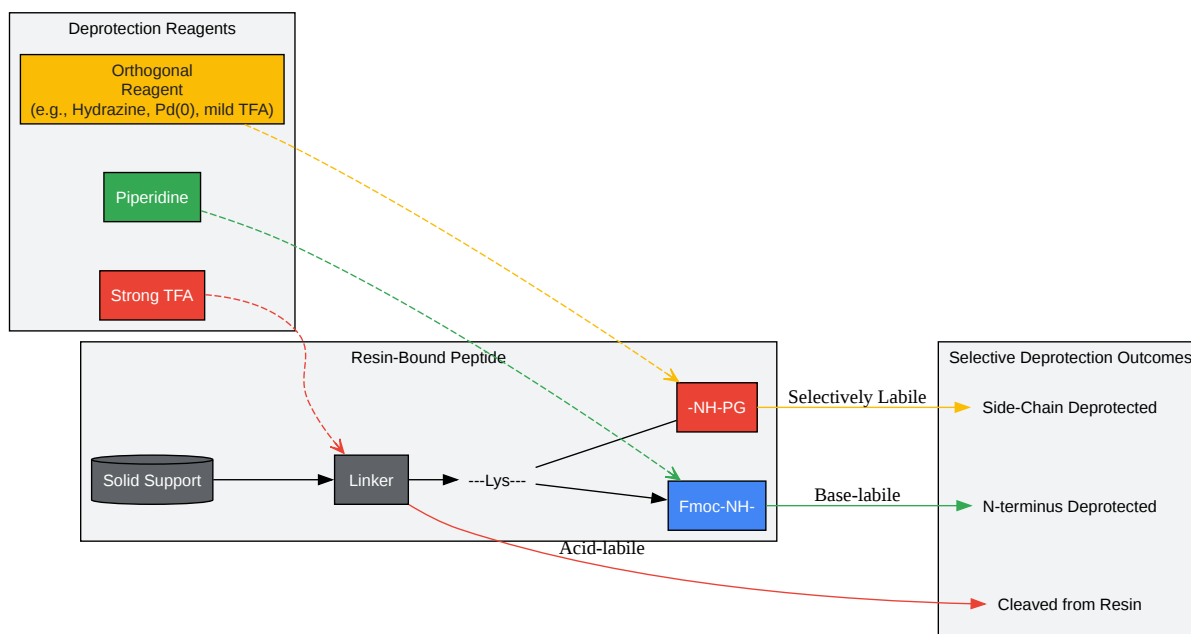 Deprotection Reagents
Orthogonal
Reagent
(e.g., Hydrazine, Pd(0), mild TFA)
Piperidine
Strong TFA
Resin-Bound Peptide
Solid Support
Linker
---Lys---
-NH-PG
Fmoc-NH-
Selectively Labile
Base-labile
Acid-labile
Selective Deprotection Outcomes
Side-Chain Deprotected
N-terminus Deprotected
Cleaved from Resin